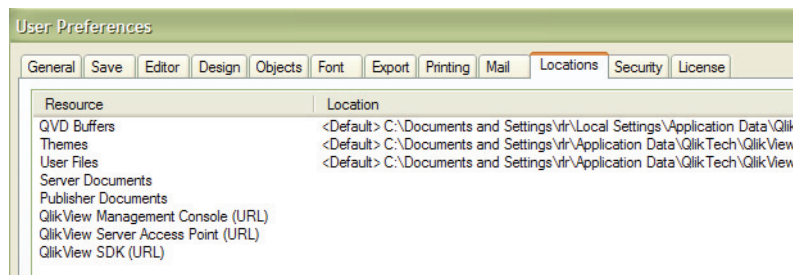 User Preferences
General Save Editor Design Objects Font Export Printing Mail Locations Security License
Resource Location
QVD Buffers <Default> C:\Documents and Settings\rlr\Local Settings\Application Data\Qlik
Themes <Default> C:\Documents and Settings\rlr\Application Data\QlikTech\QlikView
User Files <Default> C:\Documents and Settings\rlr\Application Data\QlikTech\QlikView
Server Documents
Publisher Documents
QlikView Management Console (URL)
QlikView Server Access Point (URL)
QlikView SDK (URL)